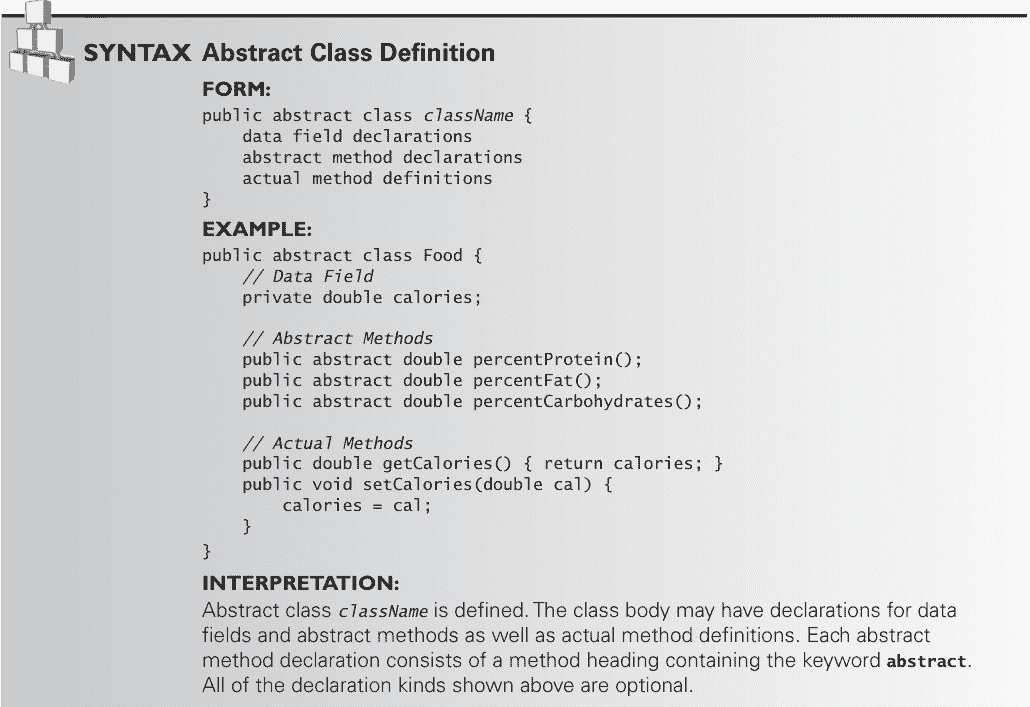 SYNTAX Abstract Class Definition
FORM:
public abstract class className {
    data field declarations
    abstract method declarations
    actual method definitions
}
EXAMPLE:
public abstract class Food {
    // Data Field
    private double calories;

    // Abstract Methods
    public abstract double percentProtein();
    public abstract double percentFat();
    public abstract double percentCarbohydrates();

    // Actual Methods
    public double getCalories() { return calories; }
    public void setCalories(double cal) {
        calories = cal;
    }
}
INTERPRETATION:
Abstract class className is defined. The class body may have declarations for data
fields and abstract methods as well as actual method definitions. Each abstract
method declaration consists of a method heading containing the keyword abstract.
All of the declaration kinds shown above are optional.